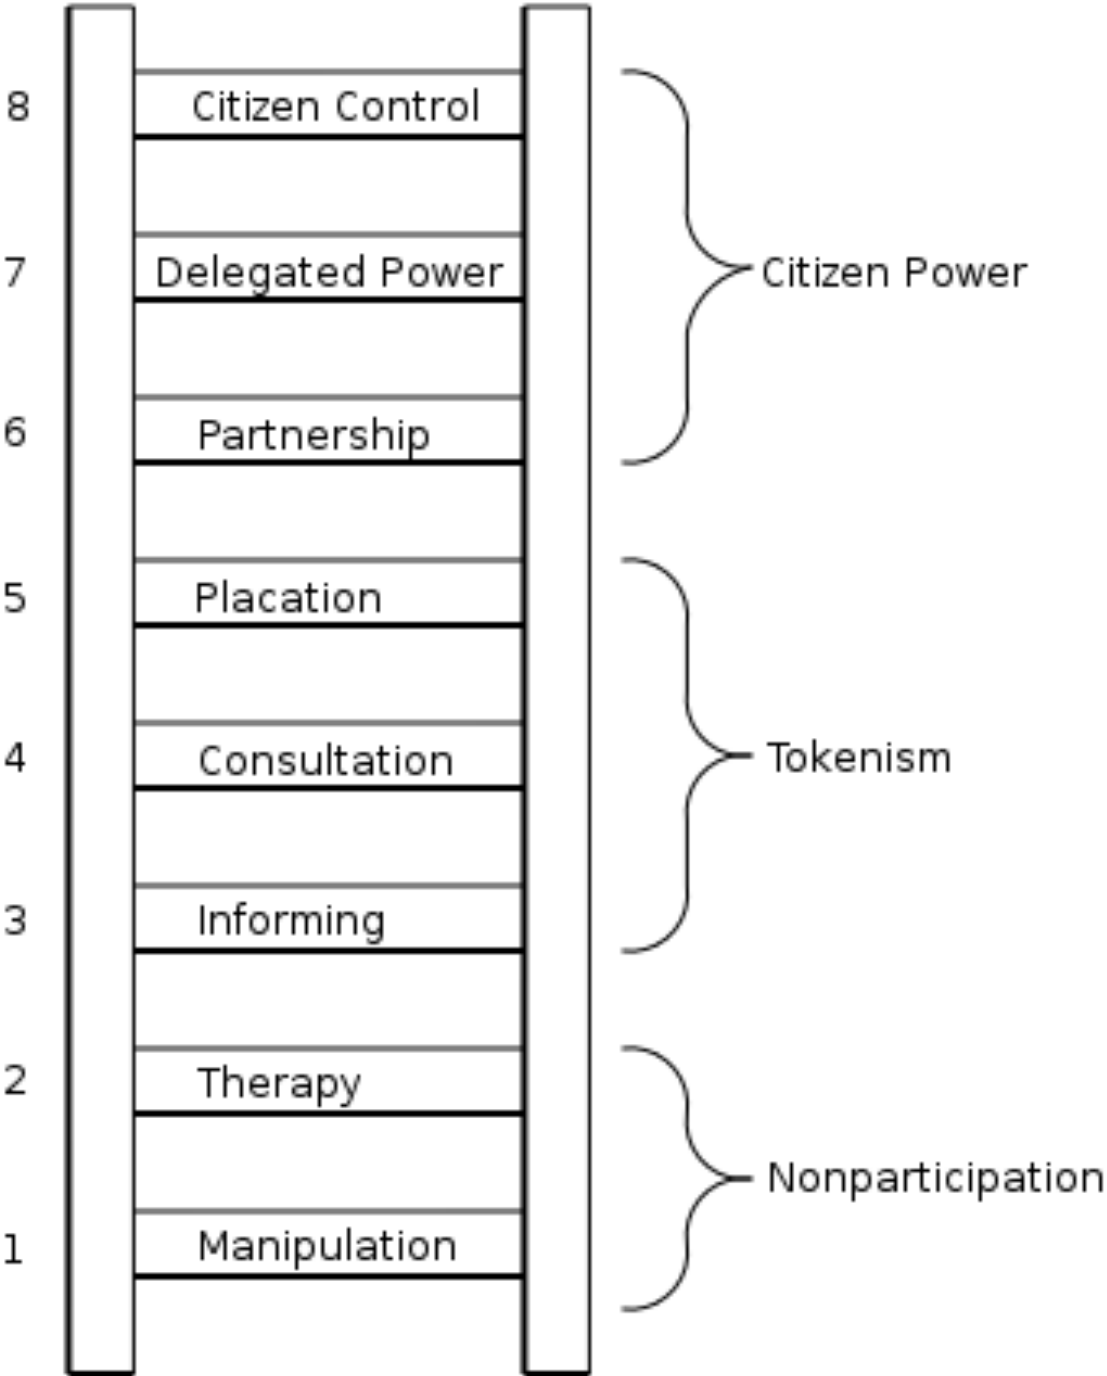 8 Citizen Control
7 Delegated Power
Citizen Power
6 Partnership
5 Placation
4 Consultation
Tokenism
3 Informing
2 Therapy
Nonparticipation
1 Manipulation